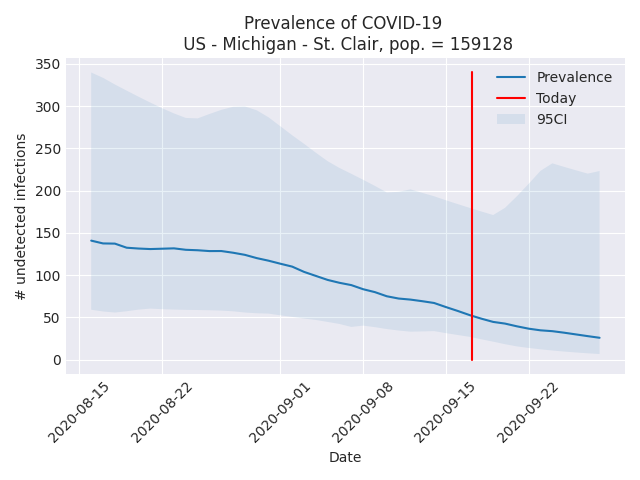 Prevalence of COVID-19
US - Michigan - St. Clair, pop. = 159128
# undetected infections
350
300
250
200
150
100
50
0
Prevalence
Today
95CI
2020-08-15
2020-08-22
2020-09-01
2020-09-08
2020-09-15
2020-09-22
Date